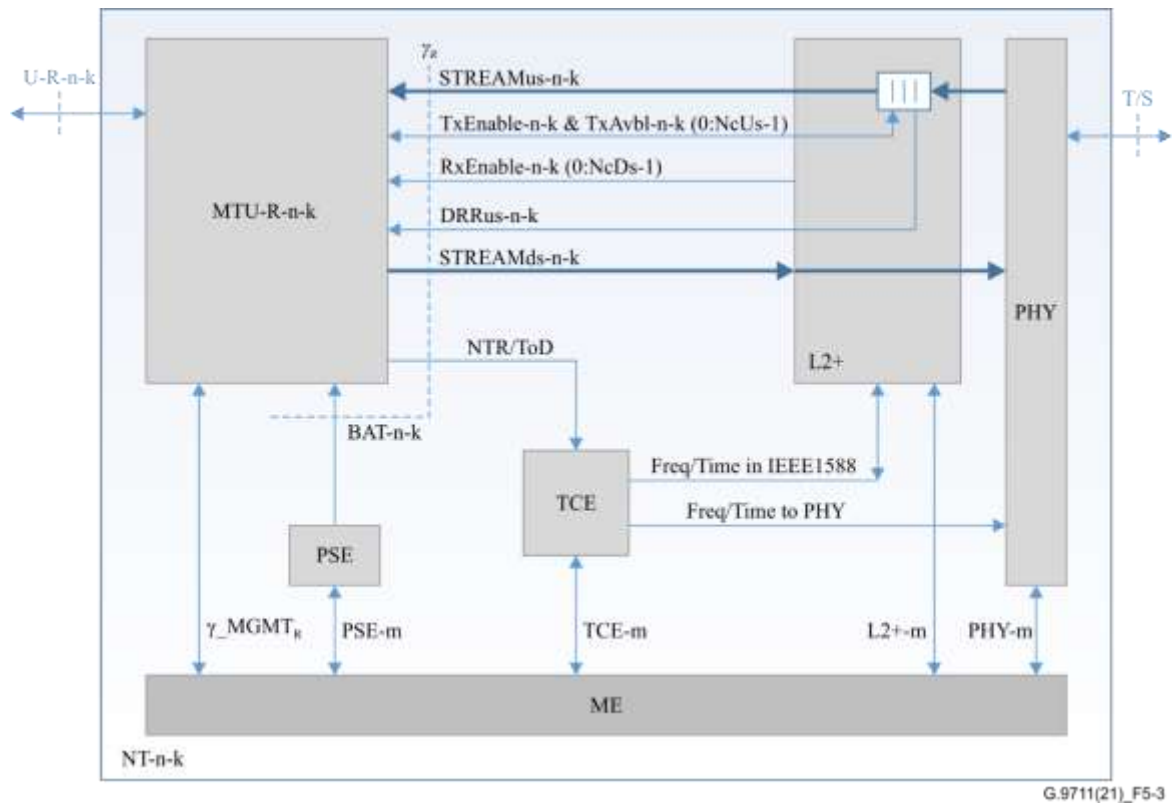 γR
U-R-n-k
STREAMus-n-k
T/S
TxEnable-n-k & TxAvbl-n-k (0:NcUs-1)
RxEnable-n-k (0:NcDs-1)
MTU-R-n-k
DRRus-n-k
STREAMds-n-k
PHY
NTR/ToD
L2+
BAT-n-k
Freq/Time in IEEE1588
TCE
Freq/Time to PHY
PSE
γ_MGMTR
PSE-m
TCE-m
L2+-m
PHY-m
ME
NT-n-k
G.9711(21)_F5-3